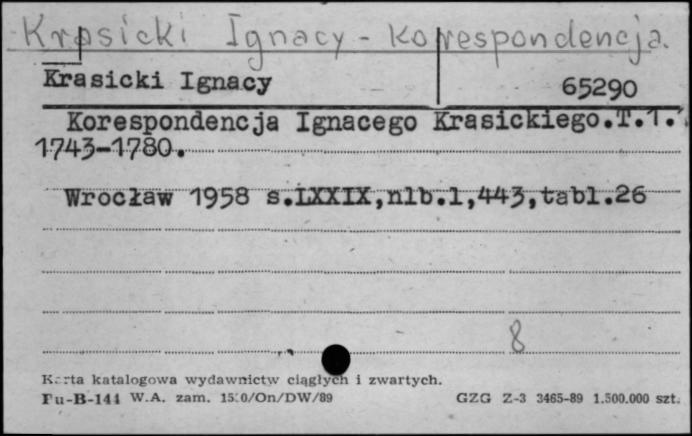 Krasicki Ignacy - korespondencja.
Krasicki Ignacy 65290
Korespondencja Ignacego Krasickiego.T.1.
1743-1780.
Wrocław 1958 s.LXXIX,nlb.1,443,tabl.26
8
Karta katalogowa wydawnictw ciągłych i zwartych.
Pu-B-144 W.A. zam. /On/DW/89 GZG Z-3 3465-89 1.500.000 szt.